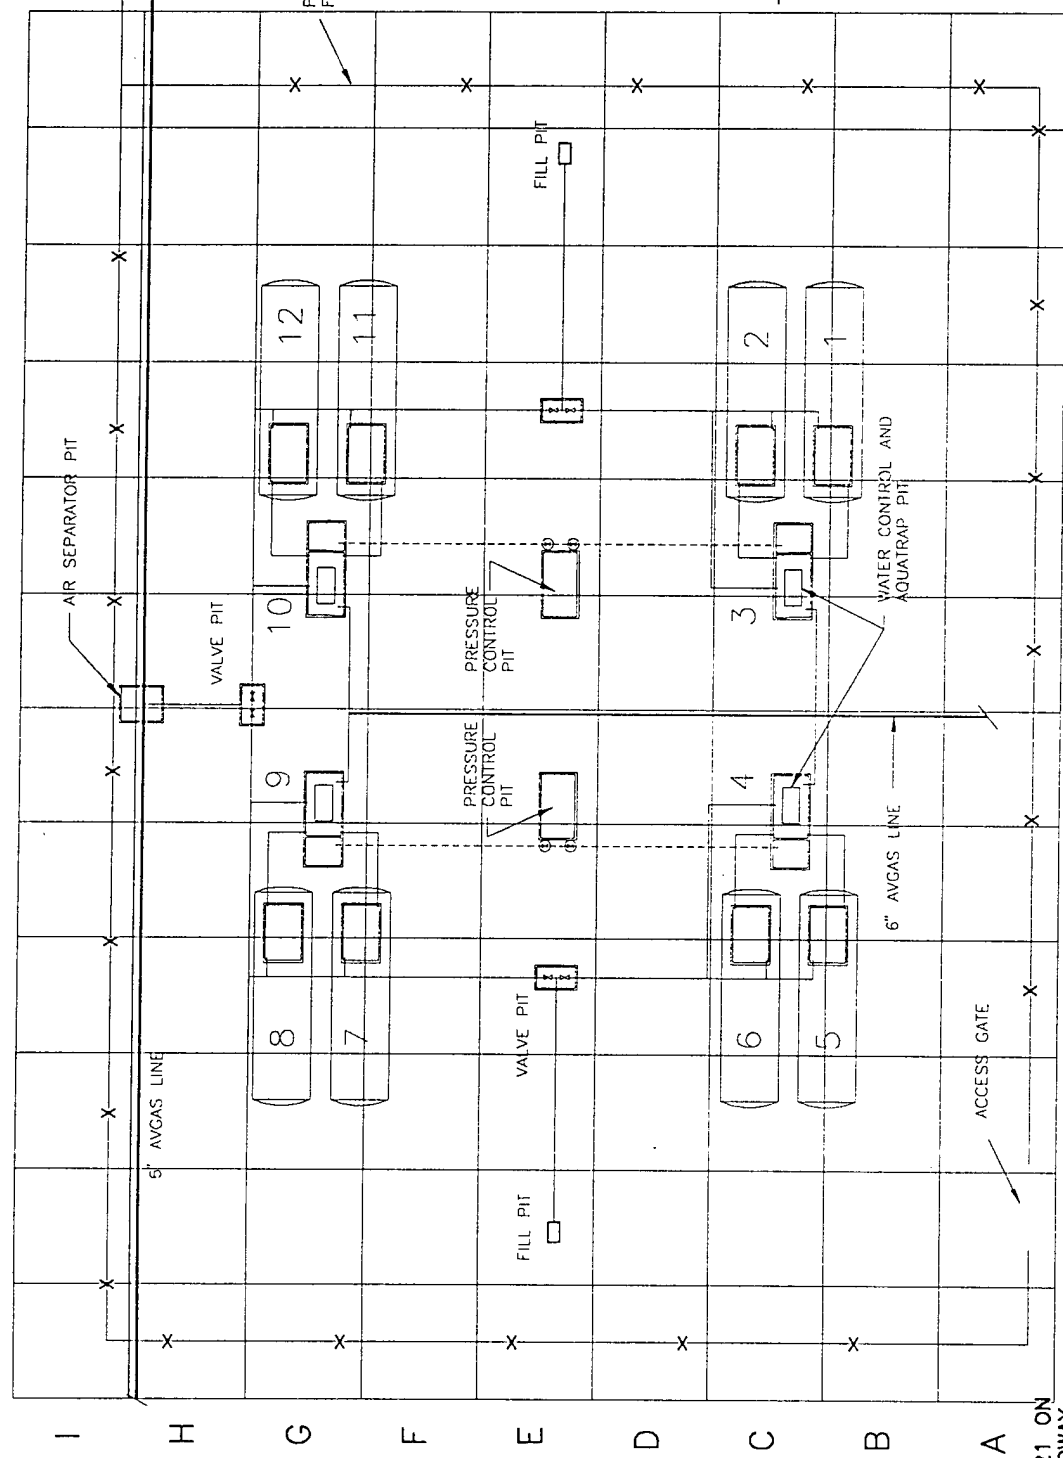 AIR SEPARATOR PIT
VALVE PIT
5" AVGAS LINE
12
11
10
9
8
7
FILL PIT
PRESSURE
CONTROL
PIT
PRESSURE
CONTROL
PIT
VALVE PIT
FILL PIT
2
1
3
4
6
5
WATER CONTROL AND
AQUATRAP PIT
6" AVGAS LINE
ACCESS GATE
I
H
G
F
E
D
C
B
A
21 ON